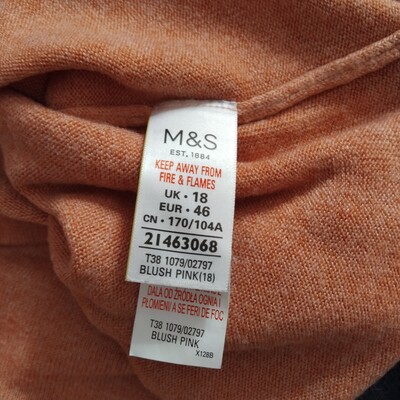 M&S
EST. 1884
KEEP AWAY FROM
FIRE & FLAMES
UK • 18
EUR • 46
CN • 170/104A
21463068
T38 1079/02797
BLUSH PINK(18)
DALA OD ŹRÓDŁA OGNIA I
PLOMIENI A SE FERI DE FOC
T38 1079/02797
BLUSH PINK
X128B